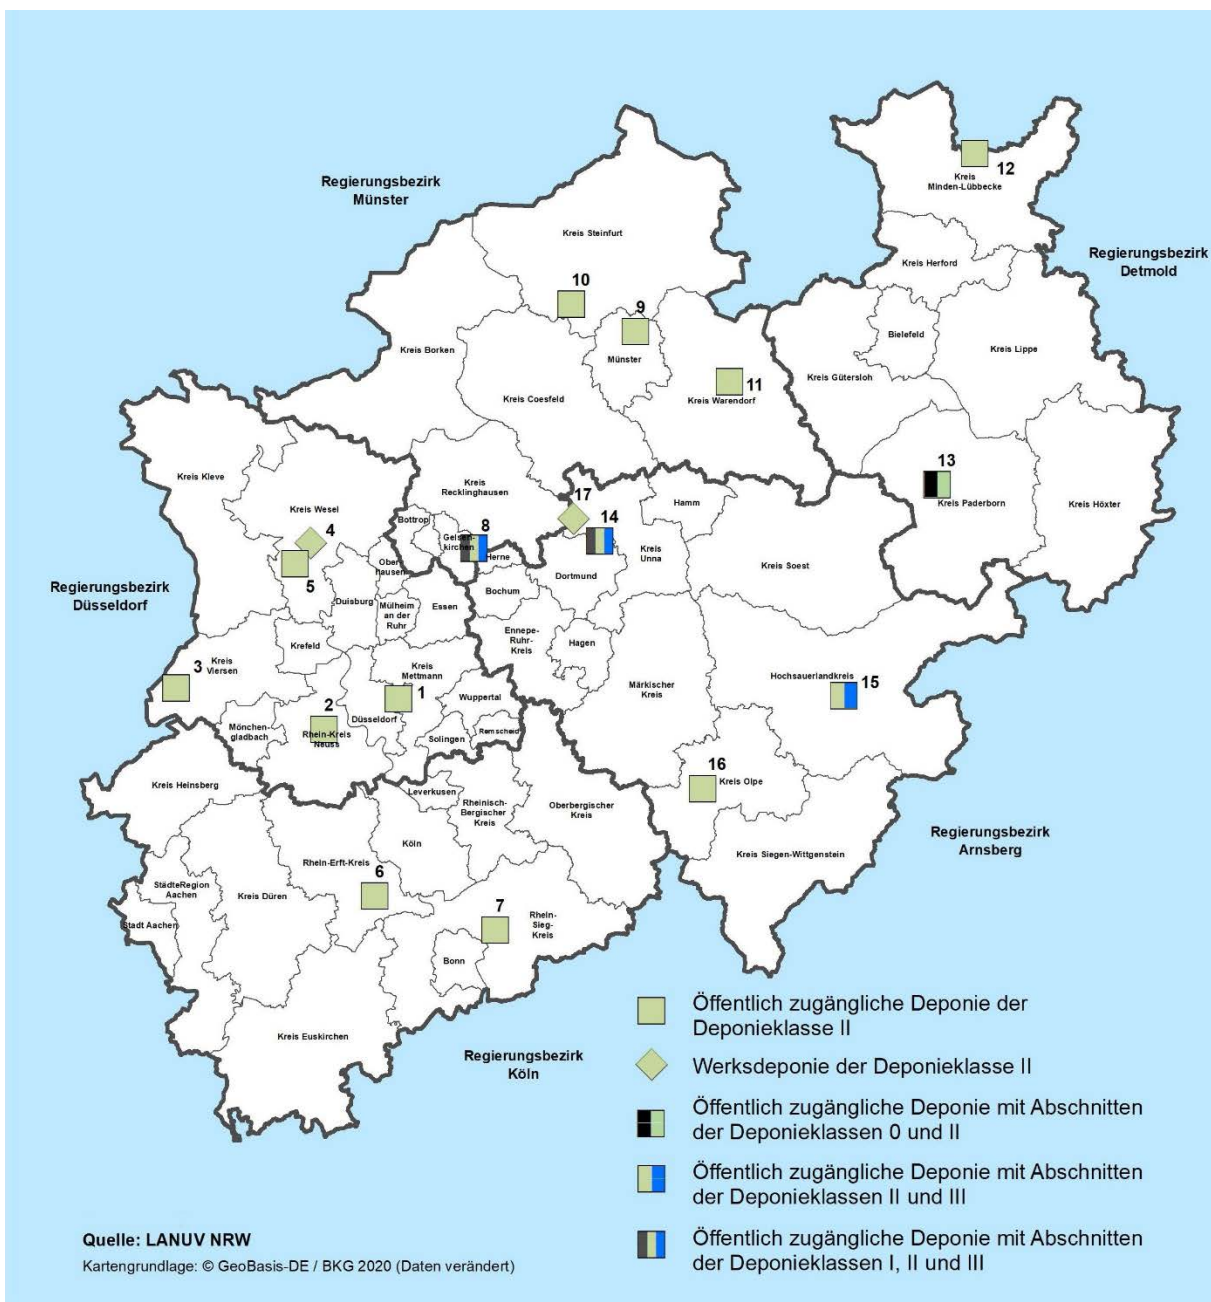 Regierungsbezirk
Münster
12
Kreis
Minden-Lübbecke
Kreis Steinfurt
Regierungsbezirk
Detmold
Kreis Herford
10
9
Bielefeld
Kreis Borken
Münster
Kreis Lippe
11
Kreis Gütersloh
Kreis Coesfeld
Kreis Warendorf
13
Kreis Kleve
Kreis
Recklinghausen
17
Hamm
Kreis Paderborn
Kreis Höxter
Kreis Wesel
4
Bottrop
8
14
Gelsen-
kirchen
Herne
Kreis
Unna
Ober
hausen
Kreis Soest
Regierungsbezirk
Düsseldorf
5
Dortmund
Duisburg
Mülheim
an der
Ruhr
Essen
Bochum
Krefeld
Ennepe-
Ruhr-
Kreis
Hagen
3
Kreis
Viersen
Kreis
Mettmann
Märkischer
Kreis
Hochsauerlandkreis
15
1
Wuppertal
2
Mönchen-
gladbach
Rhein-Kreis
Neuss
Düsseldorf
Solingen
Remscheid
16
Kreis Olpe
Kreis Heinsberg
Leverkusen
Rheinisch-
Bergischer
Kreis
Oberbergischer
Kreis
Regierungsbezirk
Arnsberg
Köln
Kreis Siegen-Wittgenstein
Rhein-Erft-Kreis
6
StädteRegion
Aachen
Kreis Düren
7
Rhein-
Sieg-
Kreis
Stadt Aachen
Bonn
Kreis Euskirchen
Regierungsbezirk
Köln
Öffentlich zugängliche Deponie der
Deponieklasse II
Werksdeponie der Deponieklasse II
Öffentlich zugängliche Deponie mit Abschnitten
der Deponieklassen 0 und II
Öffentlich zugängliche Deponie mit Abschnitten
der Deponieklassen II und III
Öffentlich zugängliche Deponie mit Abschnitten
der Deponieklassen I, II und III
Quelle: LANUV NRW
Kartengrundlage: © GeoBasis-DE / BKG 2020 (Daten verändert)